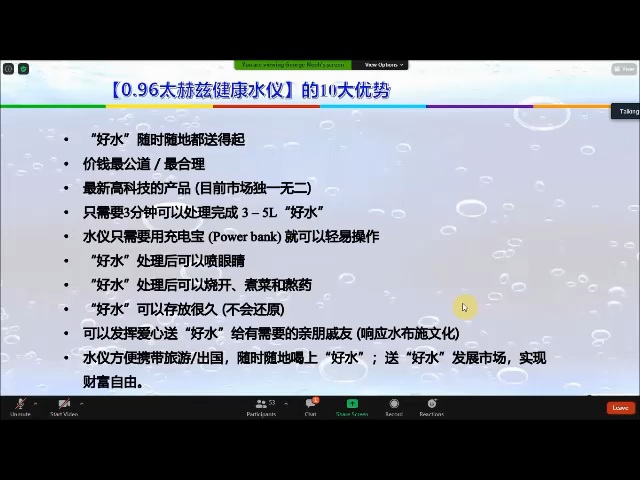 You are viewing George Neoh's screen
View Options
View
【0.96太赫兹健康水仪】的10大优势
Talking
• “好水”随时随地都送得起
• 价钱最公道 / 最合理
• 最新高科技的产品 (目前市场独一无二)
• 只需要3分钟可以处理完成 3 – 5L“好水”
• 水仪只需要用充电宝 (Power bank) 就可以轻易操作
• “好水”处理后可以喷眼睛
• “好水”处理后可以烧开、煮菜和熬药
• “好水”可以存放很久 (不会还原)
• 可以发挥爱心送“好水”给有需要的亲朋戚友 (响应水布施文化)
• 水仪方便携带旅游/出国，随时随地喝上“好水”；送“好水”发展市场，实现
财富自由。
53
Unmute
Start Video
Participants
Chat
Share Screen
Record
Reactions
Leave